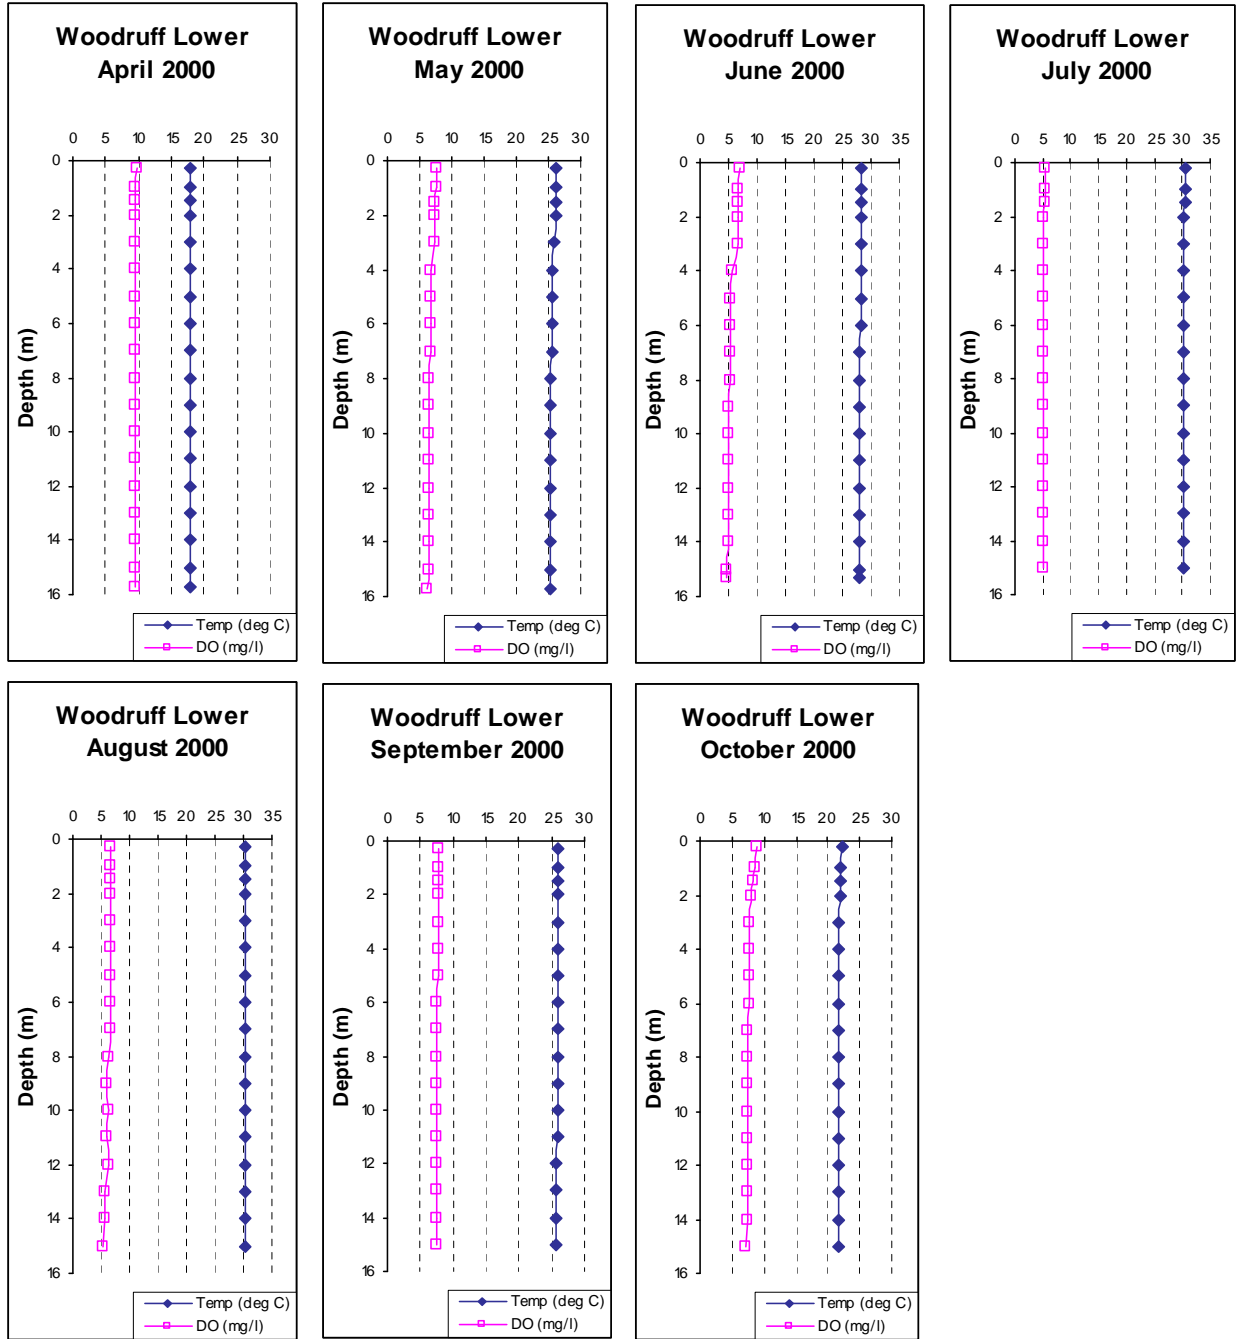 Woodruff Lower
April 2000
0 5 10 15 20 25 30
0
2
4
6
8
10
12
14
16
Depth (m)
Temp (deg C)
DO (mg/l)
Woodruff Lower
May 2000
0 5 10 15 20 25 30
0
2
4
6
8
10
12
14
16
Depth (m)
Temp (deg C)
DO (mg/l)
Woodruff Lower
June 2000
0 5 10 15 20 25 30 35
0
2
4
6
8
10
12
14
16
Depth (m)
Temp (deg C)
DO (mg/l)
Woodruff Lower
July 2000
0 5 10 15 20 25 30 35
0
2
4
6
8
10
12
14
16
Depth (m)
Temp (deg C)
DO (mg/l)
Woodruff Lower
August 2000
0 5 10 15 20 25 30 35
0
2
4
6
8
10
12
14
16
Depth (m)
Temp (deg C)
DO (mg/l)
Woodruff Lower
September 2000
0 5 10 15 20 25 30
0
2
4
6
8
10
12
14
16
Depth (m)
Temp (deg C)
DO (mg/l)
Woodruff Lower
October 2000
0 5 10 15 20 25 30
0
2
4
6
8
10
12
14
16
Depth (m)
Temp (deg C)
DO (mg/l)